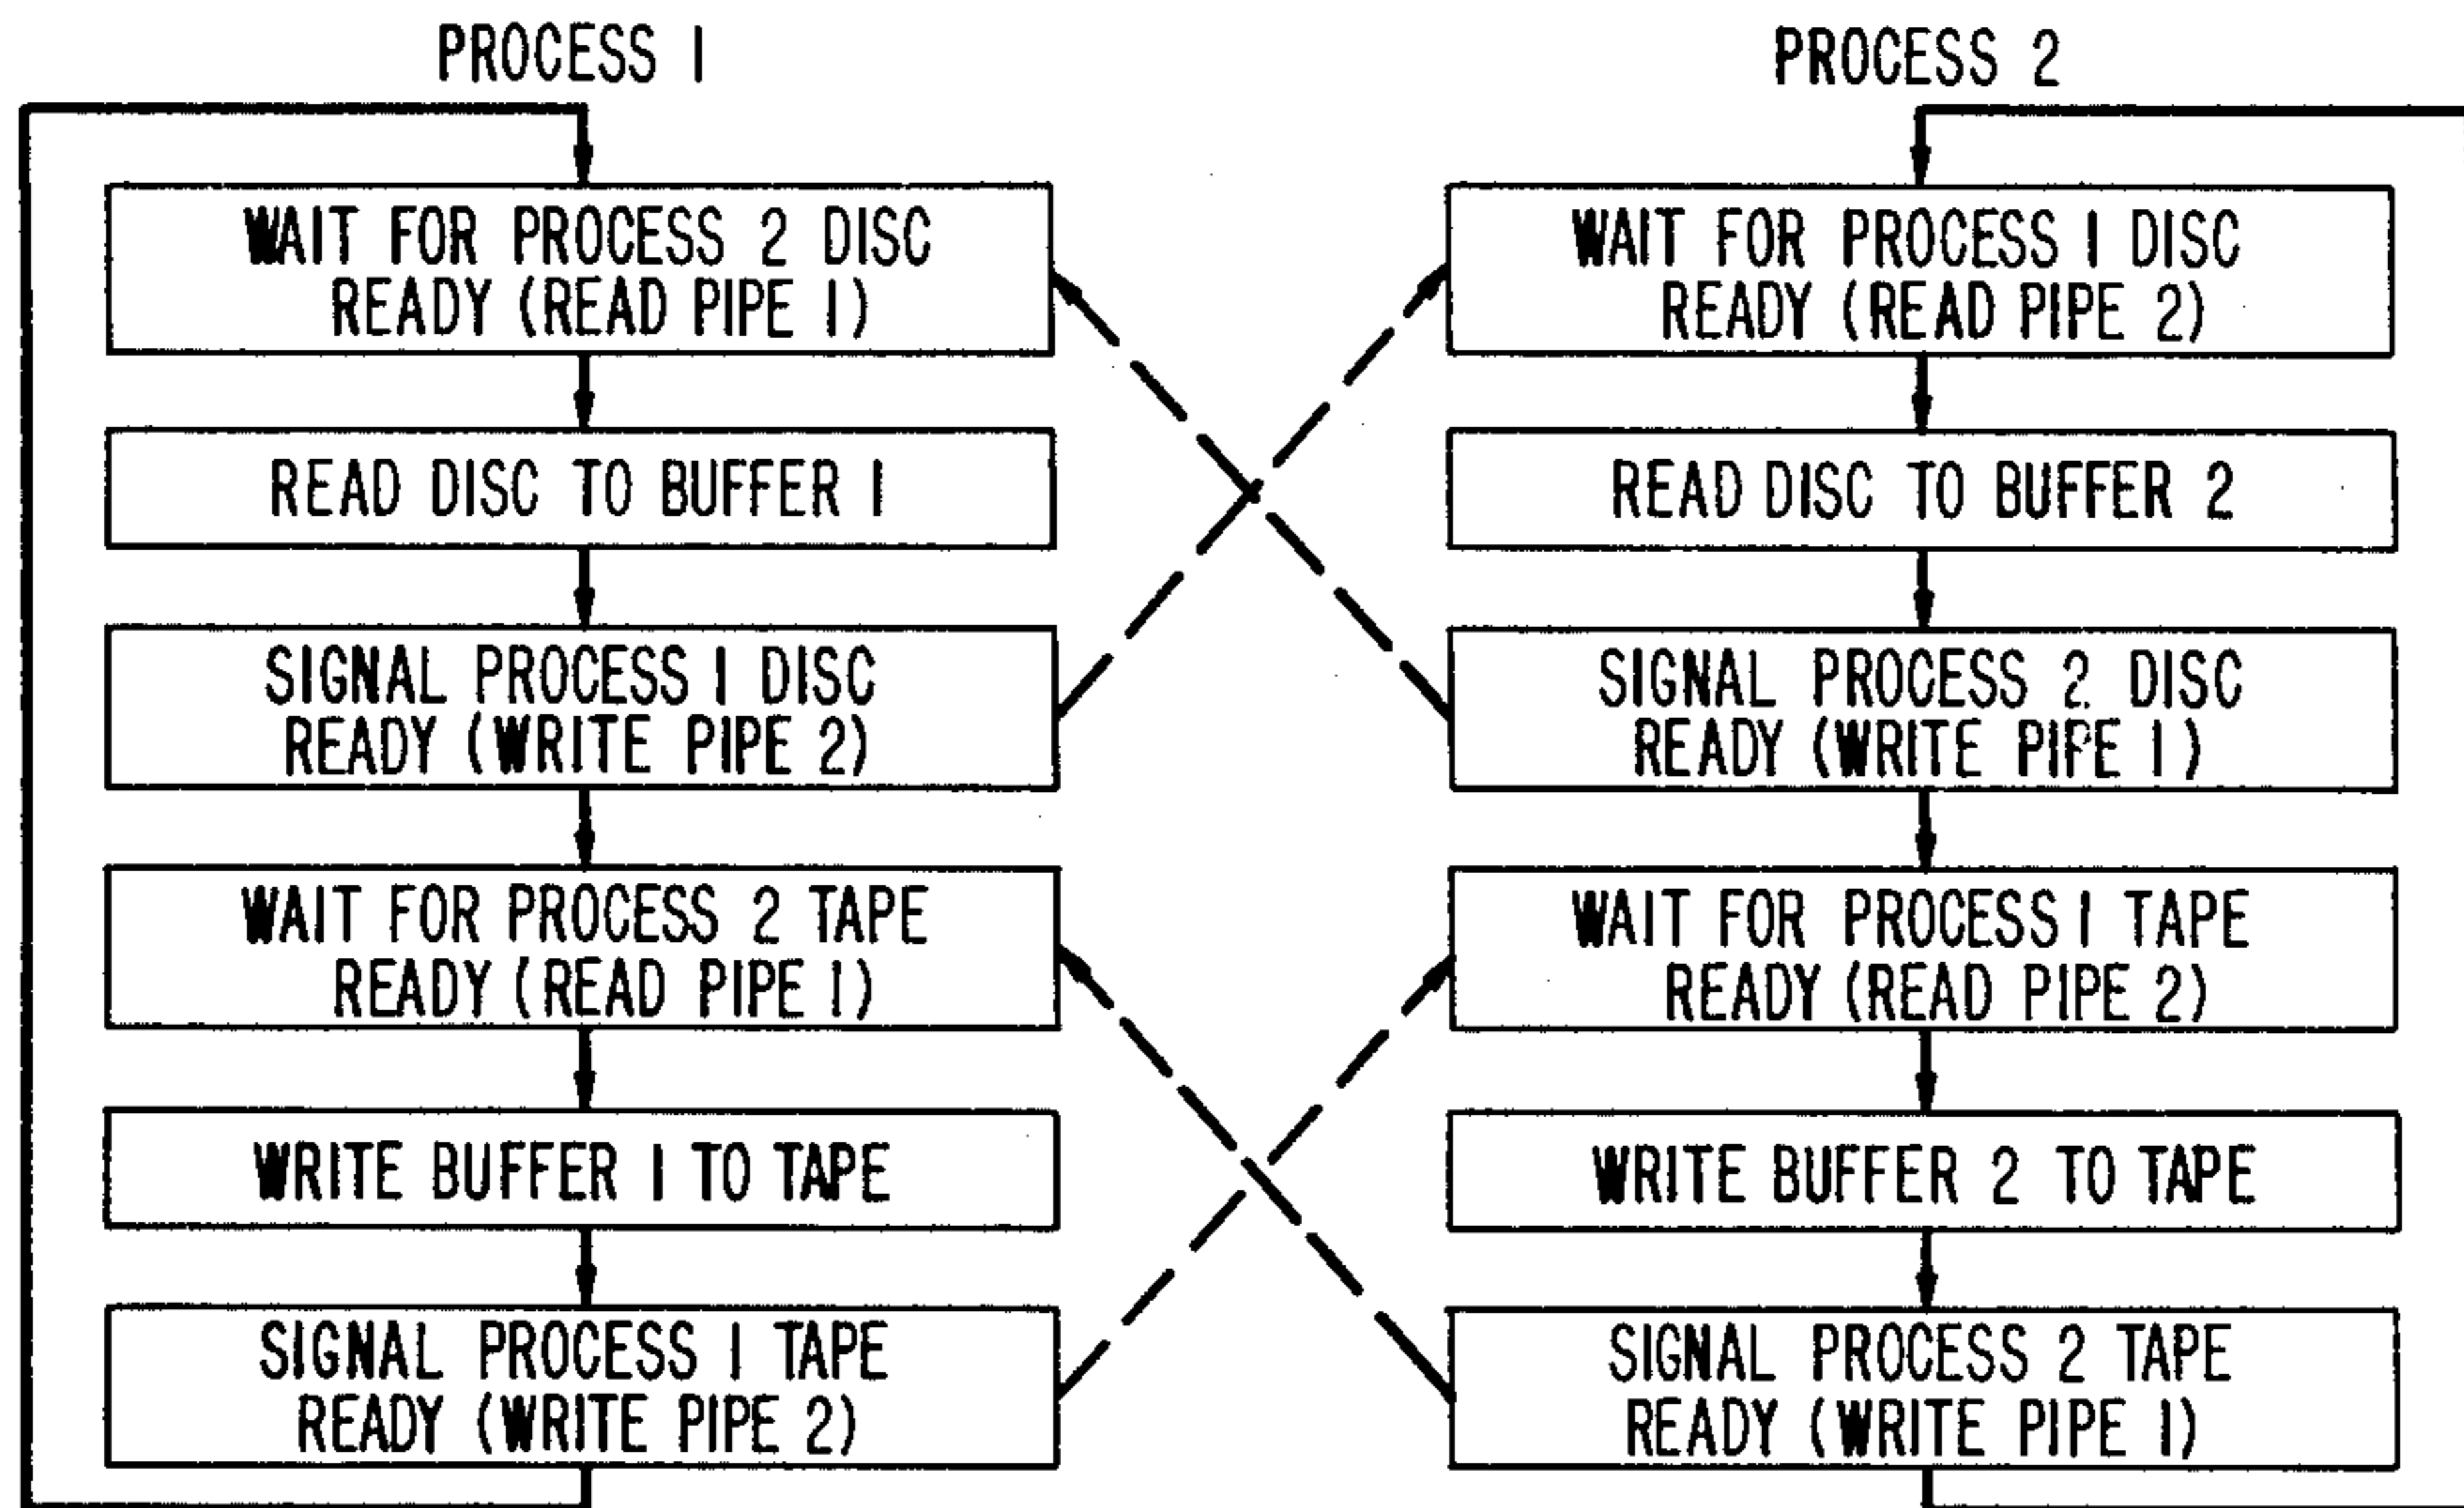 PROCESS 1
WAIT FOR PROCESS 2 DISC
READY (READ PIPE 1)
READ DISC TO BUFFER 1
SIGNAL PROCESS 1 DISC
READY (WRITE PIPE 2)
WAIT FOR PROCESS 2 TAPE
READY (READ PIPE 1)
WRITE BUFFER 1 TO TAPE
SIGNAL PROCESS 1 TAPE
READY (WRITE PIPE 2)
PROCESS 2
WAIT FOR PROCESS 1 DISC
READY (READ PIPE 2)
READ DISC TO BUFFER 2
SIGNAL PROCESS 2 DISC
READY (WRITE PIPE 1)
WAIT FOR PROCESS 1 TAPE
READY (READ PIPE 2)
WRITE BUFFER 2 TO TAPE
SIGNAL PROCESS 2 TAPE
READY (WRITE PIPE 1)